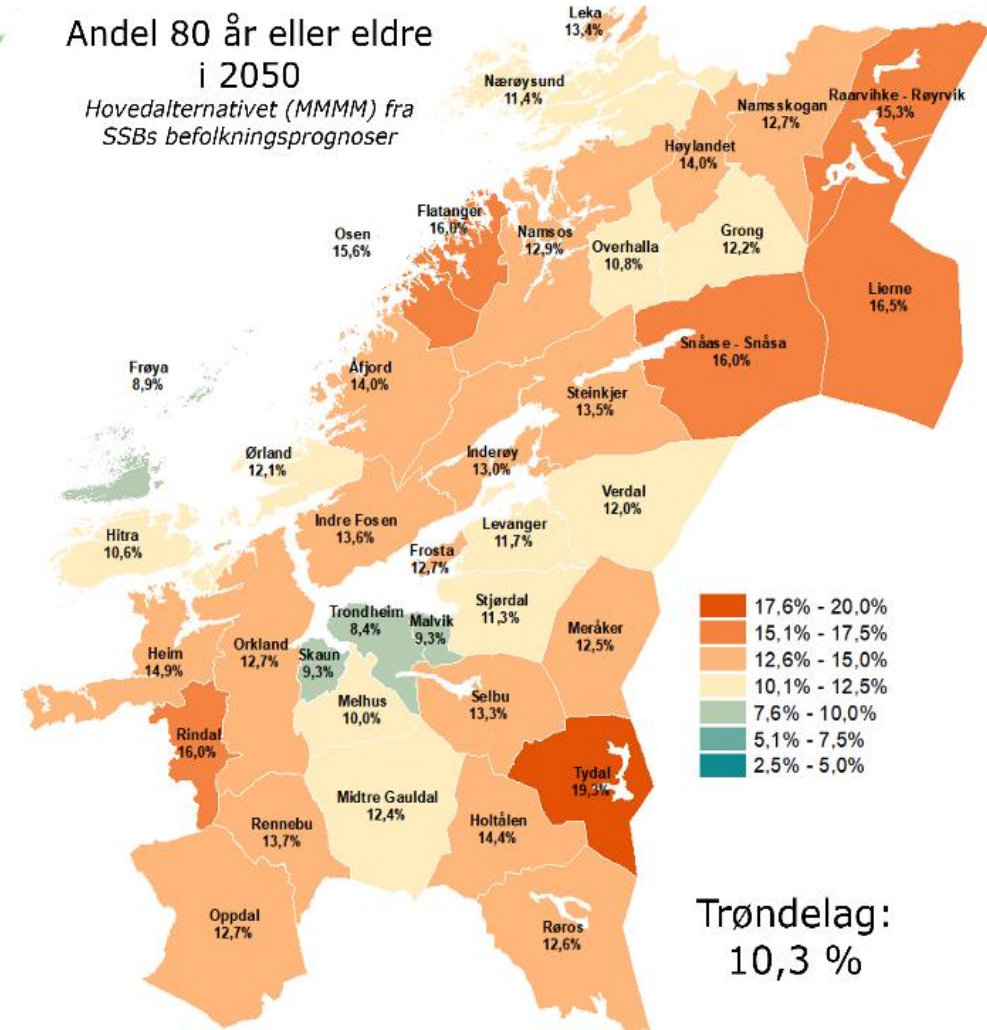 Andel 80 år eller eldre
i 2050
Hovedalternativet (MMMM) fra
SSBs befolkningsprognoser
Leka
13,4%
Nærøysund
11,4%
Namsskogan
12,7%
Raarvihke - Røyrvik
15,3%
Høylandet
14,0%
Flatanger
16,0%
Osen
15,6%
Namsos
12,9%
Overhalla
10,8%
Grong
12,2%
Lierne
16,5%
Snåase - Snåsa
16,0%
Frøya
8,9%
Åfjord
14,0%
Steinkjer
13,5%
Ørland
12,1%
Inderøy
13,0%
Verdal
12,0%
Hitra
10,6%
Indre Fosen
13,6%
Levanger
11,7%
Frosta
12,7%
Stjørdal
11,3%
Trondheim
8,4%
Malvik
9,3%
Meråker
12,5%
Heim
14,9%
Orkland
12,7%
Skaun
9,3%
Melhus
10,0%
Selbu
13,3%
Rindal
16,0%
Tydal
19,3%
Midtre Gauldal
12,4%
Holtålen
14,4%
Rennebu
13,7%
Oppdal
12,7%
Røros
12,6%
17,6% - 20,0%
15,1% - 17,5%
12,6% - 15,0%
10,1% - 12,5%
7,6% - 10,0%
5,1% - 7,5%
2,5% - 5,0%
Trøndelag:
10,3 %